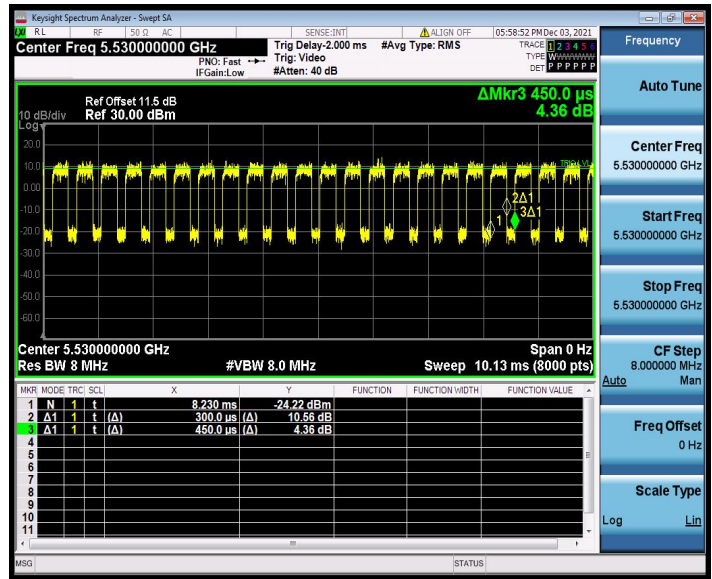 Keysight Spectrum Analyzer - Swept SA
LXI RL RF 50 Ω AC SENSE:INT ALIGN OFF 05:58:52 PM Dec 03, 2021
Center Freq 5.530000000 GHz Trig Delay-2.000 ms #Avg Type: RMS TRACE 1 2 3 4 5 6
PNO: Fast Trig: Video TYPE W
IFGain:Low #Atten: 40 dB DET P P P P P P
ΔMkr3 450.0 µs
4.36 dB
Ref Offset 11.5 dB
10 dB/div Ref 30.00 dBm
Log
20.0
10.0
0.00
-10.0
-20.0
-30.0
-40.0
-50.0
-60.0
2Δ1
3Δ1
1
Center 5.530000000 GHz Span 0 Hz
Res BW 8 MHz #VBW 8.0 MHz Sweep 10.13 ms (8000 pts)
MKR MODE TRC SCL X Y FUNCTION FUNCTION WIDTH FUNCTION VALUE
1 N 1 t 8.230 ms -24.22 dBm
2 Δ1 1 t (Δ) 300.0 µs (Δ) 10.56 dB
3 Δ1 1 t (Δ) 450.0 µs (Δ) 4.36 dB
4
5
6
7
8
9
10
11
MSG STATUS
Frequency
Auto Tune
Center Freq
5.530000000 GHz
Start Freq
5.530000000 GHz
Stop Freq
5.530000000 GHz
CF Step
8.000000 MHz
Auto Man
Freq Offset
0 Hz
Scale Type
Log Lin